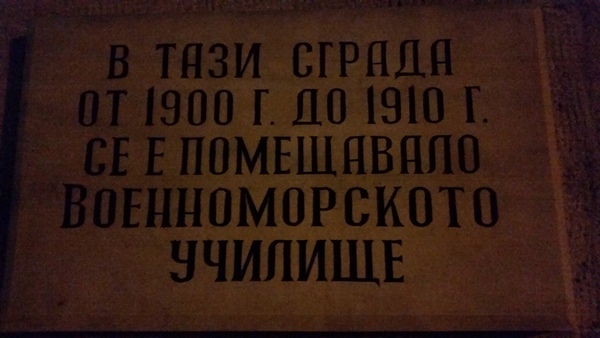 В ТАЗИ СГРАДА
ОТ 1900 Г. ДО 1910 Г.
СЕ Е ПОМЕЩАВАЛО
ВОЕННОМОРСКОТО
УЧИЛИЩЕ